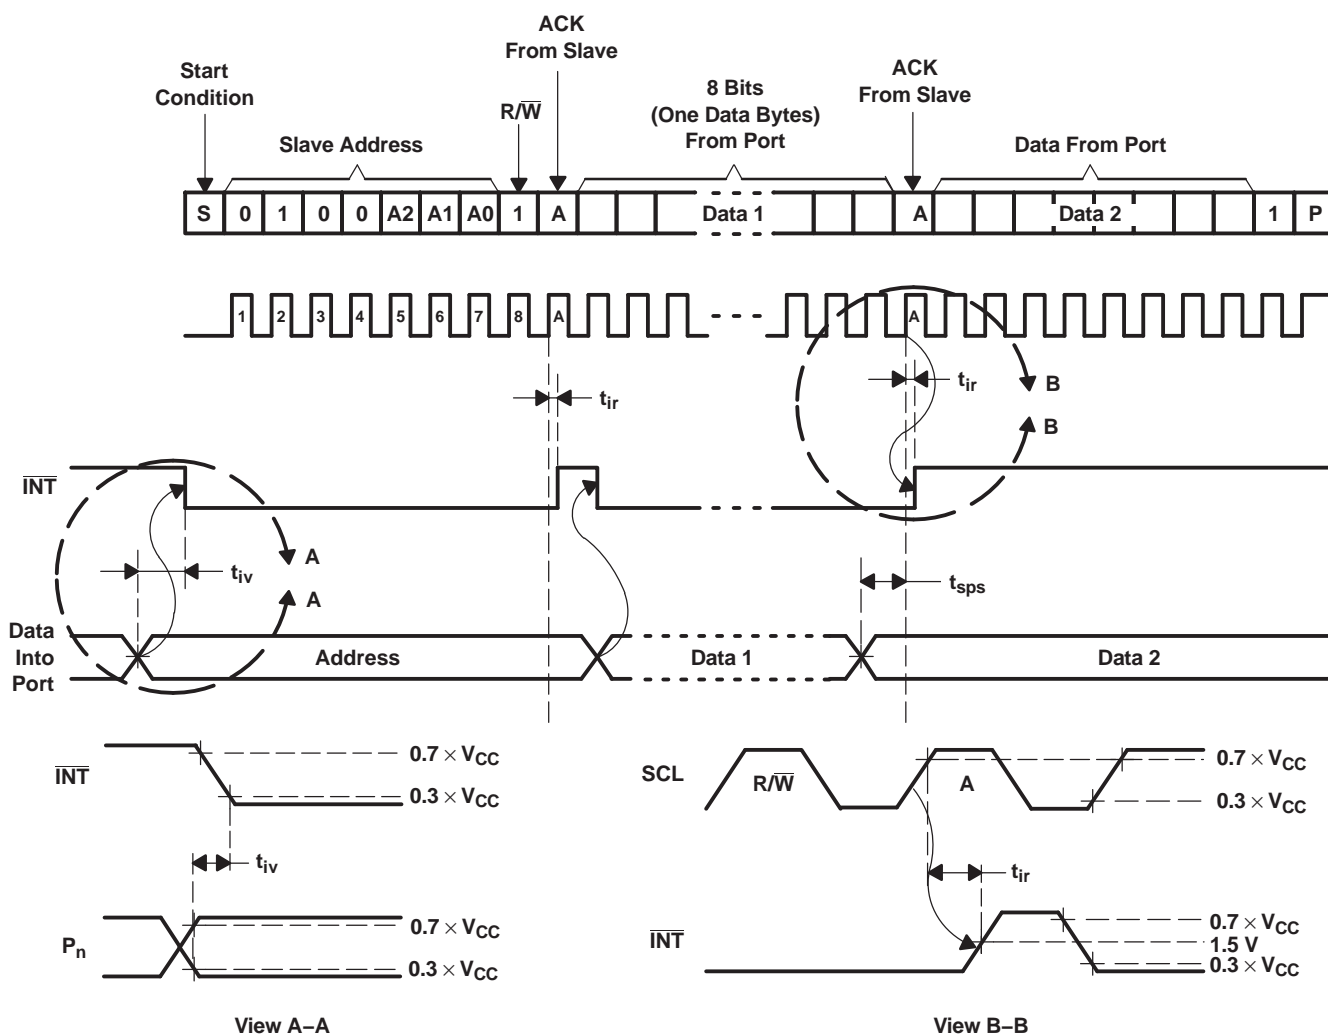 ACK
From Slave
Start
Condition
R/W̅
ACK
From Slave
8 Bits
(One Data Bytes)
From Port
Slave Address
Data From Port
S 0 1 0 0 A2 A1 A0 1 A Data 1 A Data 2 1 P
1 2 3 4 5 6 7 8 A A
tir
tir
B
B
I̅N̅T̅
A
A
tiv
tsps
Data
Into
Port
Address
Data 1
Data 2
I̅N̅T̅
0.7 × VCC
0.3 × VCC
tiv
Pn
0.7 × VCC
0.3 × VCC
View A–A
SCL
R/W̅
A
0.7 × VCC
0.3 × VCC
tir
I̅N̅T̅
0.7 × VCC
1.5 V
0.3 × VCC
View B–B